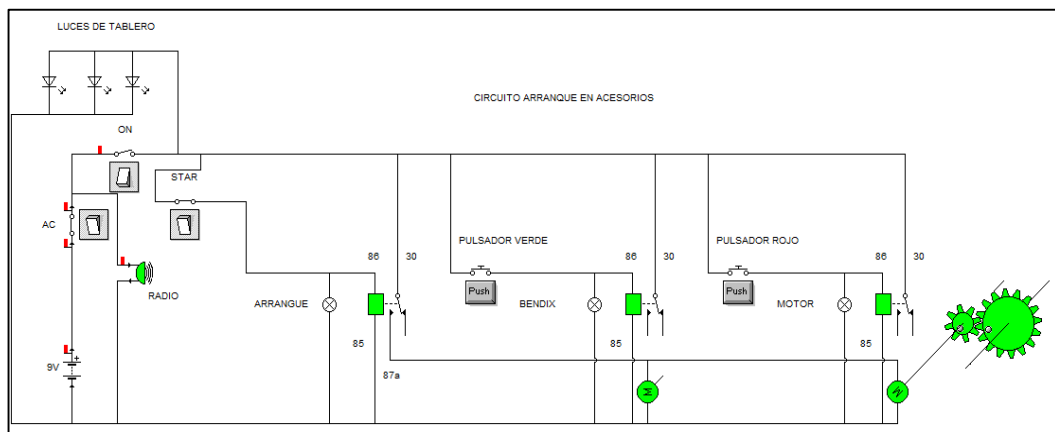 LUCES DE TABLERO
CIRCUITO ARRANQUE EN ACESORIOS
ON
STAR
AC
RADIO
9V
PULSADOR VERDE
PULSADOR ROJO
86
30
86
30
86
30
Push
Push
ARRANGUE
BENDIX
MOTOR
85
85
85
87a
M